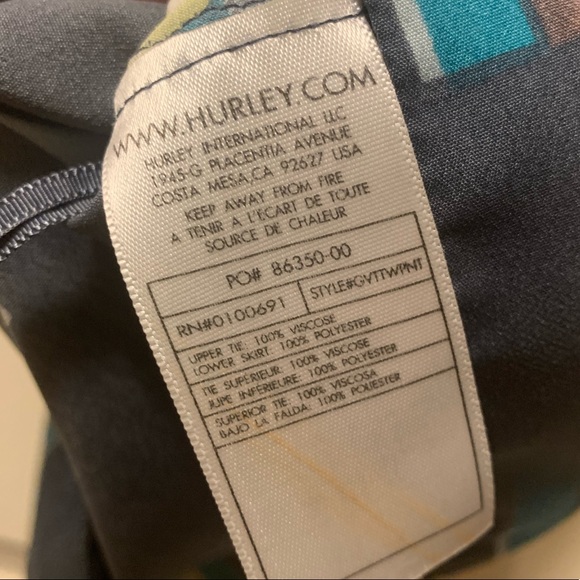 WWW.HURLEY.COM
HURLEY INTERNATIONAL LLC
1945-G PLACENTIA AVENUE
COSTA MESA, CA 92627 USA
KEEP AWAY FROM FIRE
A TENIR A L'ECART DE TOUTE
SOURCE DE CHALEUR
PO# 86350-00
RN#0100691 STYLE#GVTTWPNT
UPPER TIE: 100% VISCOSE
LOWER SKIRT: 100% POLYESTER
TIE SUPERIEUR: 100% VISCOSE
JUPE INFERIEURE: 100% POLYESTER
SUPERIOR TIE: 100% VISCOSA
BAJO LA FALDA: 100% POLIESTER